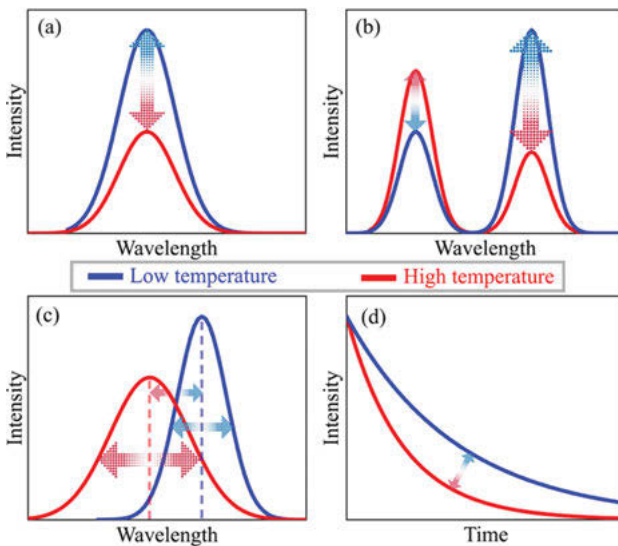 (a)
Intensity
Wavelength
(b)
Intensity
Wavelength
Low temperature
High temperature
(c)
Intensity
Wavelength
(d)
Intensity
Time